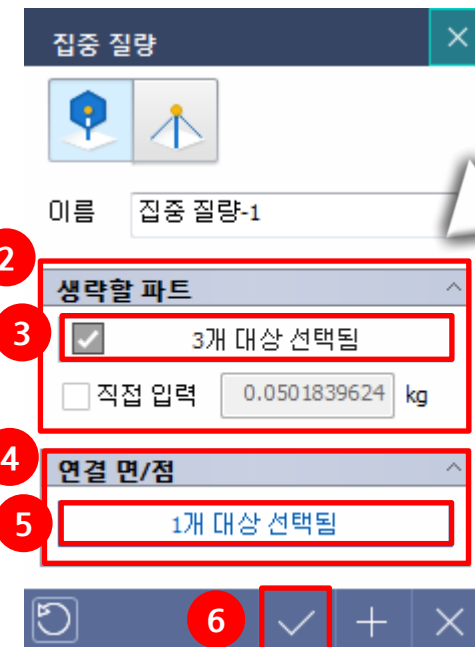 집중 질량
이름 집중 질량-1
2
생략할 파트
3 3개 대상 선택됨
직접 입력 0.0501839624 kg
4
연결 면/점
5 1개 대상 선택됨
6